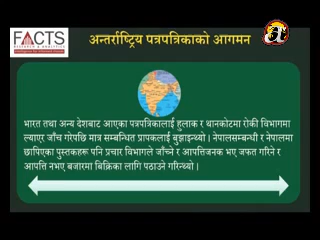 FACTS
RESEARCH & ANALYTICS
अन्तर्राष्ट्रिय पत्रपत्रिकाको आगमन
भारत तथा अन्य देशबाट आएका पत्रपत्रिकालाई हुलाक र थानकोटमा रोकी विभागमा
ल्याएर जाँच गरेपछि मात्र सम्बन्धित प्रापकलाई बुझाइन्थ्यो । नेपालसम्बन्धी र नेपालमा
छापिएका पुस्तकहरू पनि प्रचार विभागले जाँच्ने र आपत्तिजनक भए जफत गरिने र
आपत्ति नभए बजारमा बिक्रिका लागि पठाउने गरिन्थ्यो ।